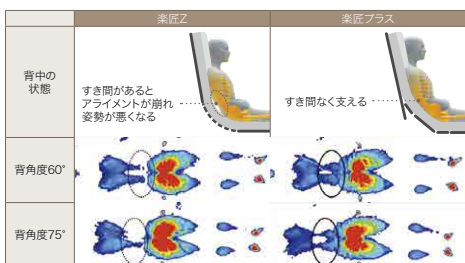 楽匠Z
楽匠プラス
背中の
状態
すき間があると
アライメントが崩れ
姿勢が悪くなる
すき間なく支える
背角度60°
背角度75°